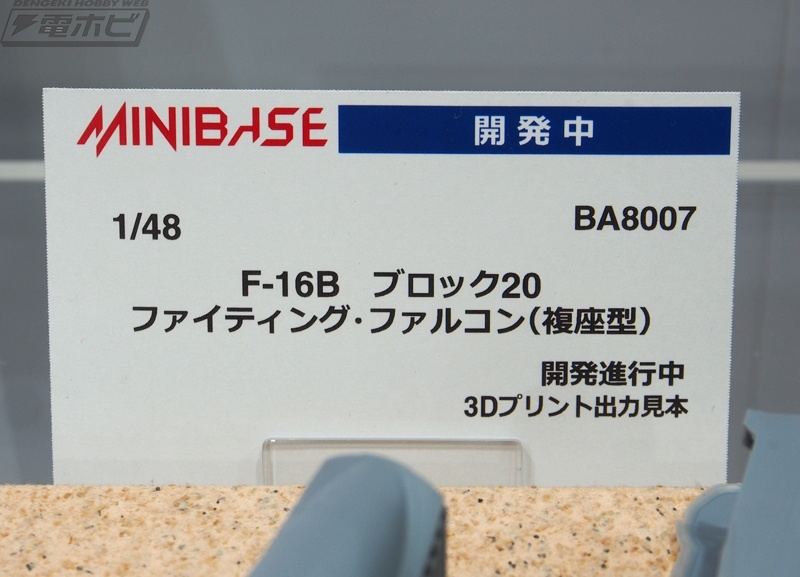 DENGEKI HOBBY WEB
電ホビ
MINIBASE 開発中
1/48 BA8007
F-16B ブロック20
ファイティング・ファルコン(複座型)
開発進行中
3Dプリント出力見本